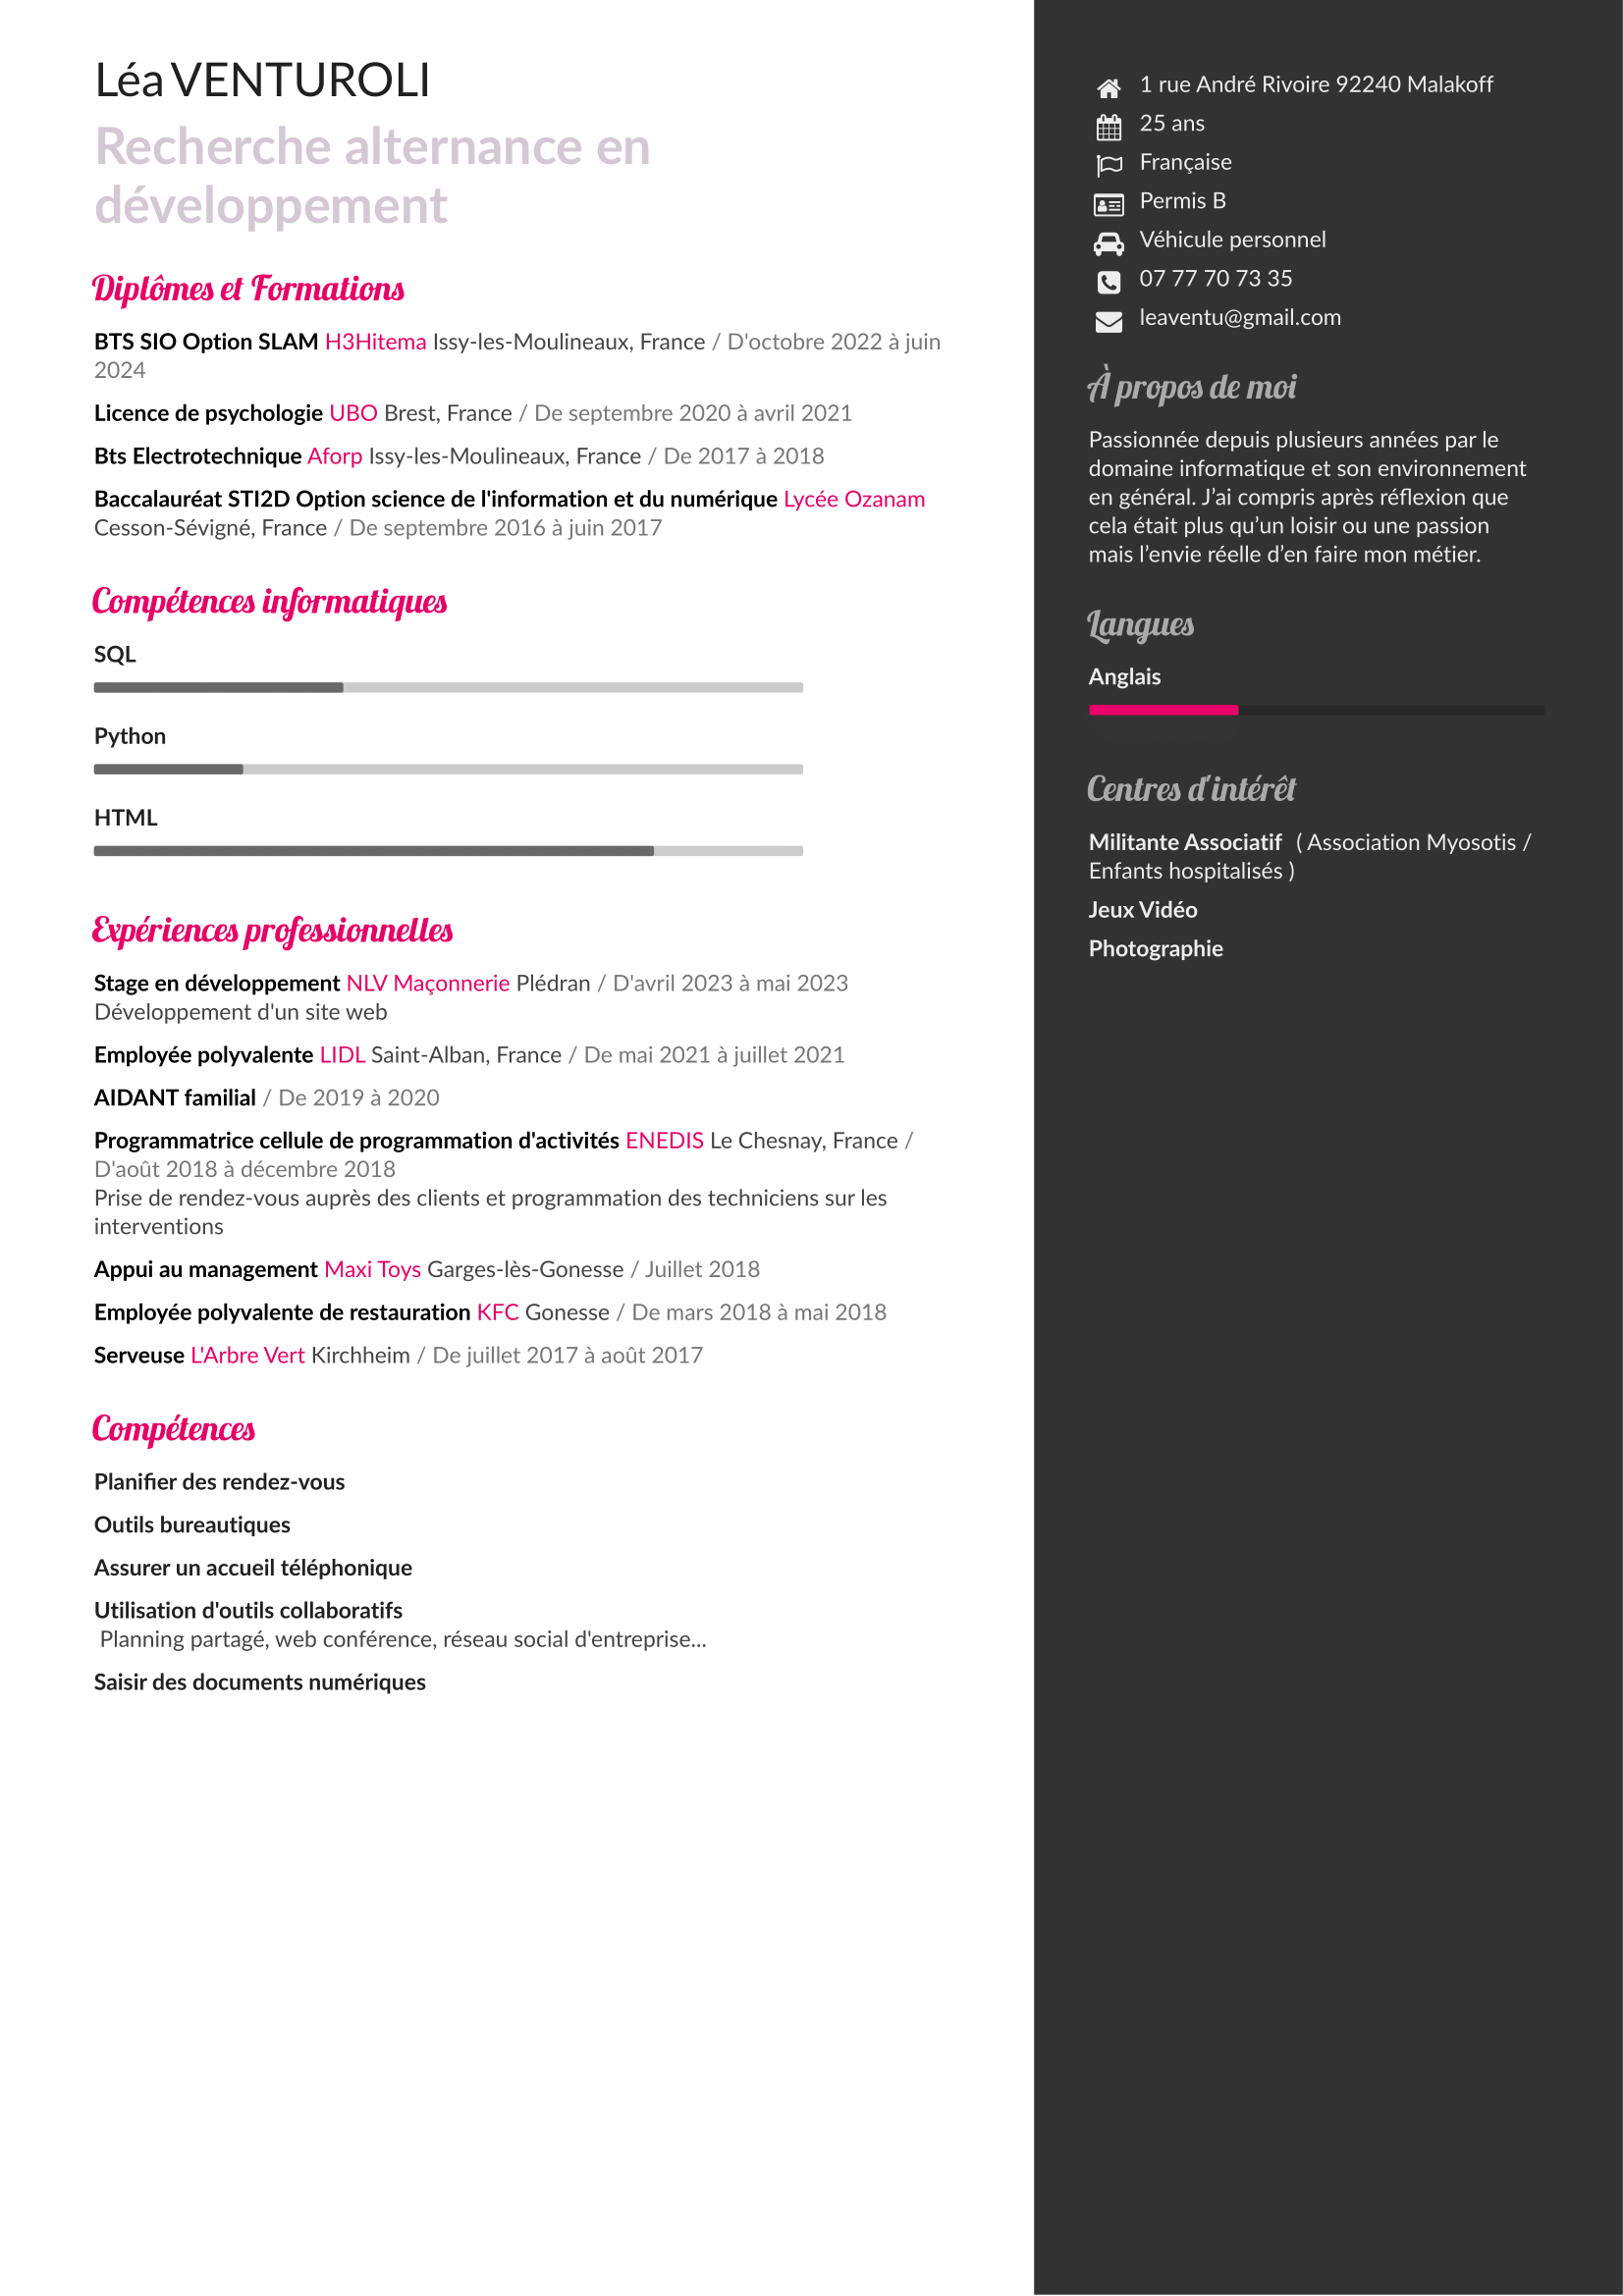 Léa VENTUROLI
Recherche alternance en
développement
Diplômes et Formations
BTS SIO Option SLAM H3Hitema Issy-les-Moulineaux, France / D'octobre 2022 à juin
2024
Licence de psychologie UBO Brest, France / De septembre 2020 à avril 2021
Bts Electrotechnique Aforp Issy-les-Moulineaux, France / De 2017 à 2018
Baccalauréat STI2D Option science de l'information et du numérique Lycée Ozanam
Cesson-Sévigné, France / De septembre 2016 à juin 2017
Compétences informatiques
SQL
Python
HTML
Expériences professionnelles
Stage en développement NLV Maçonnerie Plédran / D'avril 2023 à mai 2023
Développement d'un site web
Employée polyvalente LIDL Saint-Alban, France / De mai 2021 à juillet 2021
AIDANT familial / De 2019 à 2020
Programmatrice cellule de programmation d'activités ENEDIS Le Chesnay, France /
D'août 2018 à décembre 2018
Prise de rendez-vous auprès des clients et programmation des techniciens sur les
interventions
Appui au management Maxi Toys Garges-lès-Gonesse / Juillet 2018
Employée polyvalente de restauration KFC Gonesse / De mars 2018 à mai 2018
Serveuse L'Arbre Vert Kirchheim / De juillet 2017 à août 2017
Compétences
Planifier des rendez-vous
Outils bureautiques
Assurer un accueil téléphonique
Utilisation d'outils collaboratifs
Planning partagé, web conférence, réseau social d'entreprise...
Saisir des documents numériques
1 rue André Rivoire 92240 Malakoff
25 ans
Française
Permis B
Véhicule personnel
07 77 70 73 35
leaventu@gmail.com
À propos de moi
Passionnée depuis plusieurs années par le
domaine informatique et son environnement
en général. J’ai compris après réflexion que
cela était plus qu’un loisir ou une passion
mais l’envie réelle d’en faire mon métier.
Langues
Anglais
Centres d'intérêt
Militante Associatif ( Association Myosotis /
Enfants hospitalisés )
Jeux Vidéo
Photographie